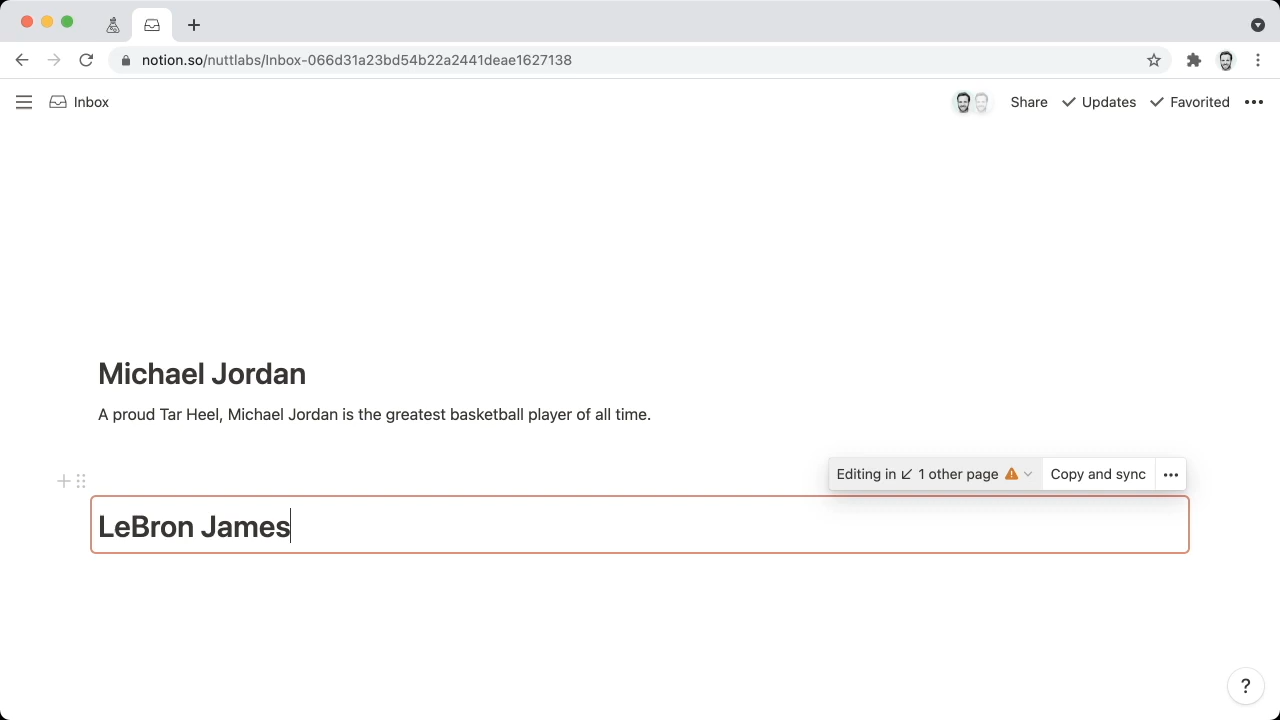 notion.so/nuttlabs/Inbox-066d31a23bd54b22a2441deae1627138
Inbox
Share Updates Favorited
Michael Jordan
A proud Tar Heel, Michael Jordan is the greatest basketball player of all time.
Editing in 1 other page Copy and sync
LeBron James
?